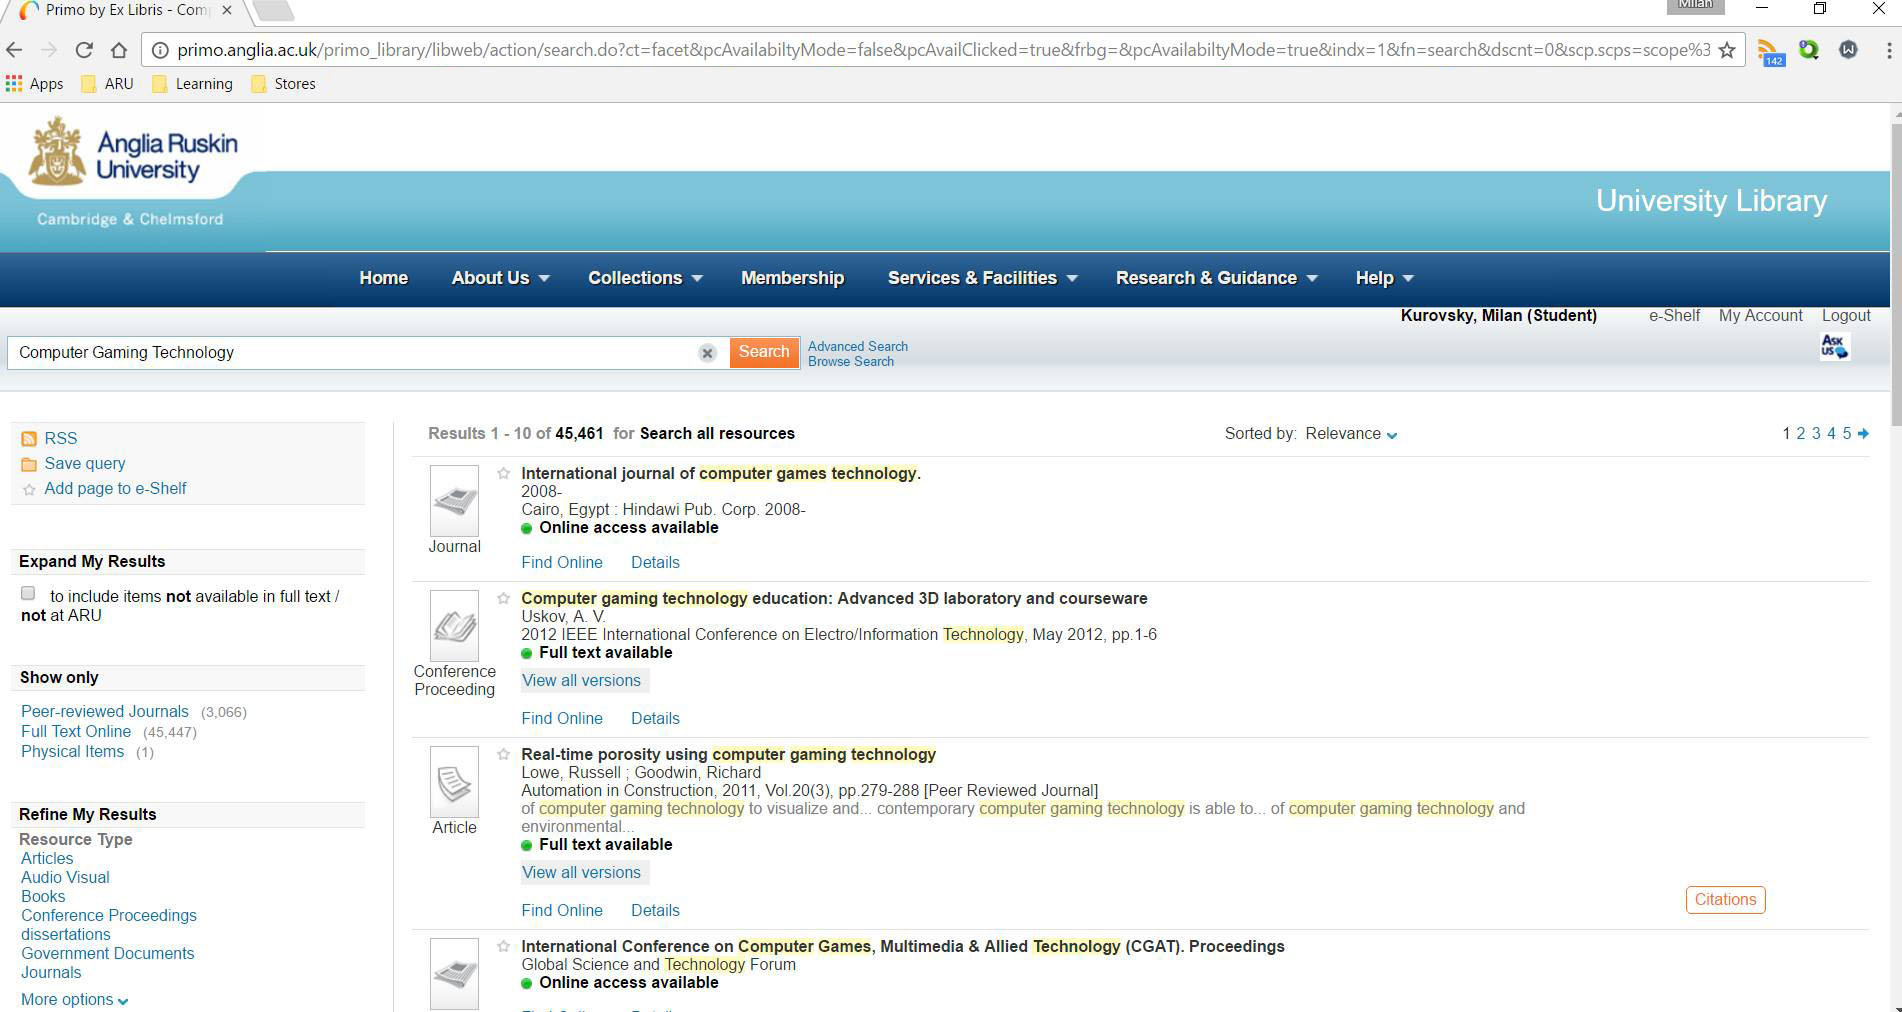 Primo by Ex Libris - Com
Milan
primo.anglia.ac.uk/primo_library/libweb/action/search.do?ct=facet&pcAvailabiltyMode=false&pcAvailClicked=true&frbg=&pcAvailabiltyMode=true&indx=1&fn=search&dscnt=0&scp.scps=scope%3
142
Apps ARU Learning Stores
Anglia Ruskin
University
Cambridge & Chelmsford
University Library
Home About Us Collections Membership Services & Facilities Research & Guidance Help
Kurovsky, Milan (Student) e-Shelf My Account Logout
Computer Gaming Technology
Search
Advanced Search
Browse Search
ASK
US
RSS
Save query
Add page to e-Shelf
Expand My Results
to include items not available in full text /
not at ARU
Show only
Peer-reviewed Journals (3,066)
Full Text Online (45,447)
Physical Items (1)
Refine My Results
Resource Type
Articles
Audio Visual
Books
Conference Proceedings
dissertations
Government Documents
Journals
More options
Results 1 - 10 of 45,461 for Search all resources
Sorted by: Relevance
1 2 3 4 5
Journal
International journal of computer games technology.
2008-
Cairo, Egypt : Hindawi Pub. Corp. 2008-
Online access available
Find Online Details
Conference
Proceeding
Computer gaming technology education: Advanced 3D laboratory and courseware
Uskov, A. V.
2012 IEEE International Conference on Electro/Information Technology, May 2012, pp.1-6
Full text available
View all versions
Find Online Details
Article
Real-time porosity using computer gaming technology
Lowe, Russell ; Goodwin, Richard
Automation in Construction, 2011, Vol.20(3), pp.279-288 [Peer Reviewed Journal]
of computer gaming technology to visualize and... contemporary computer gaming technology is able to... of computer gaming technology and
environmental...
Full text available
View all versions
Citations
Find Online Details
International Conference on Computer Games, Multimedia & Allied Technology (CGAT). Proceedings
Global Science and Technology Forum
Online access available